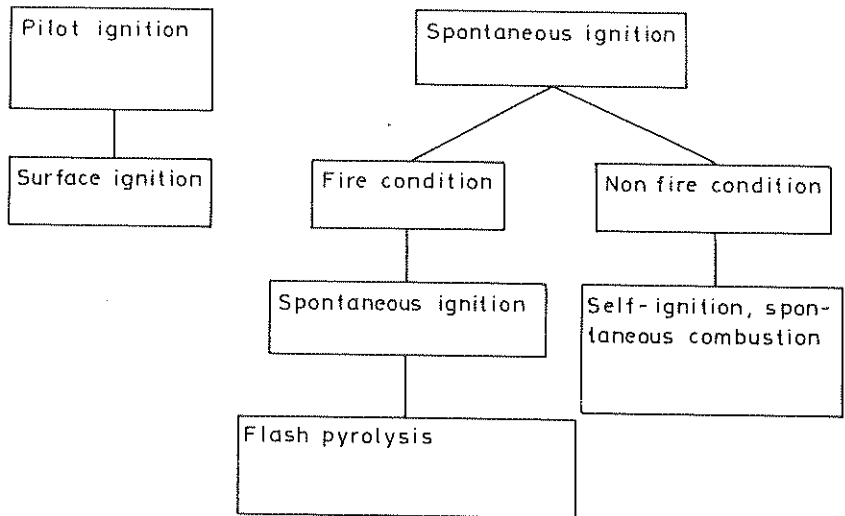 Pilot ignition
Spontaneous ignition
Surface ignition
Fire condition
Non fire condition
Spontaneous ignition
Self-ignition, spon-
taneous combustion
Flash pyrolysis